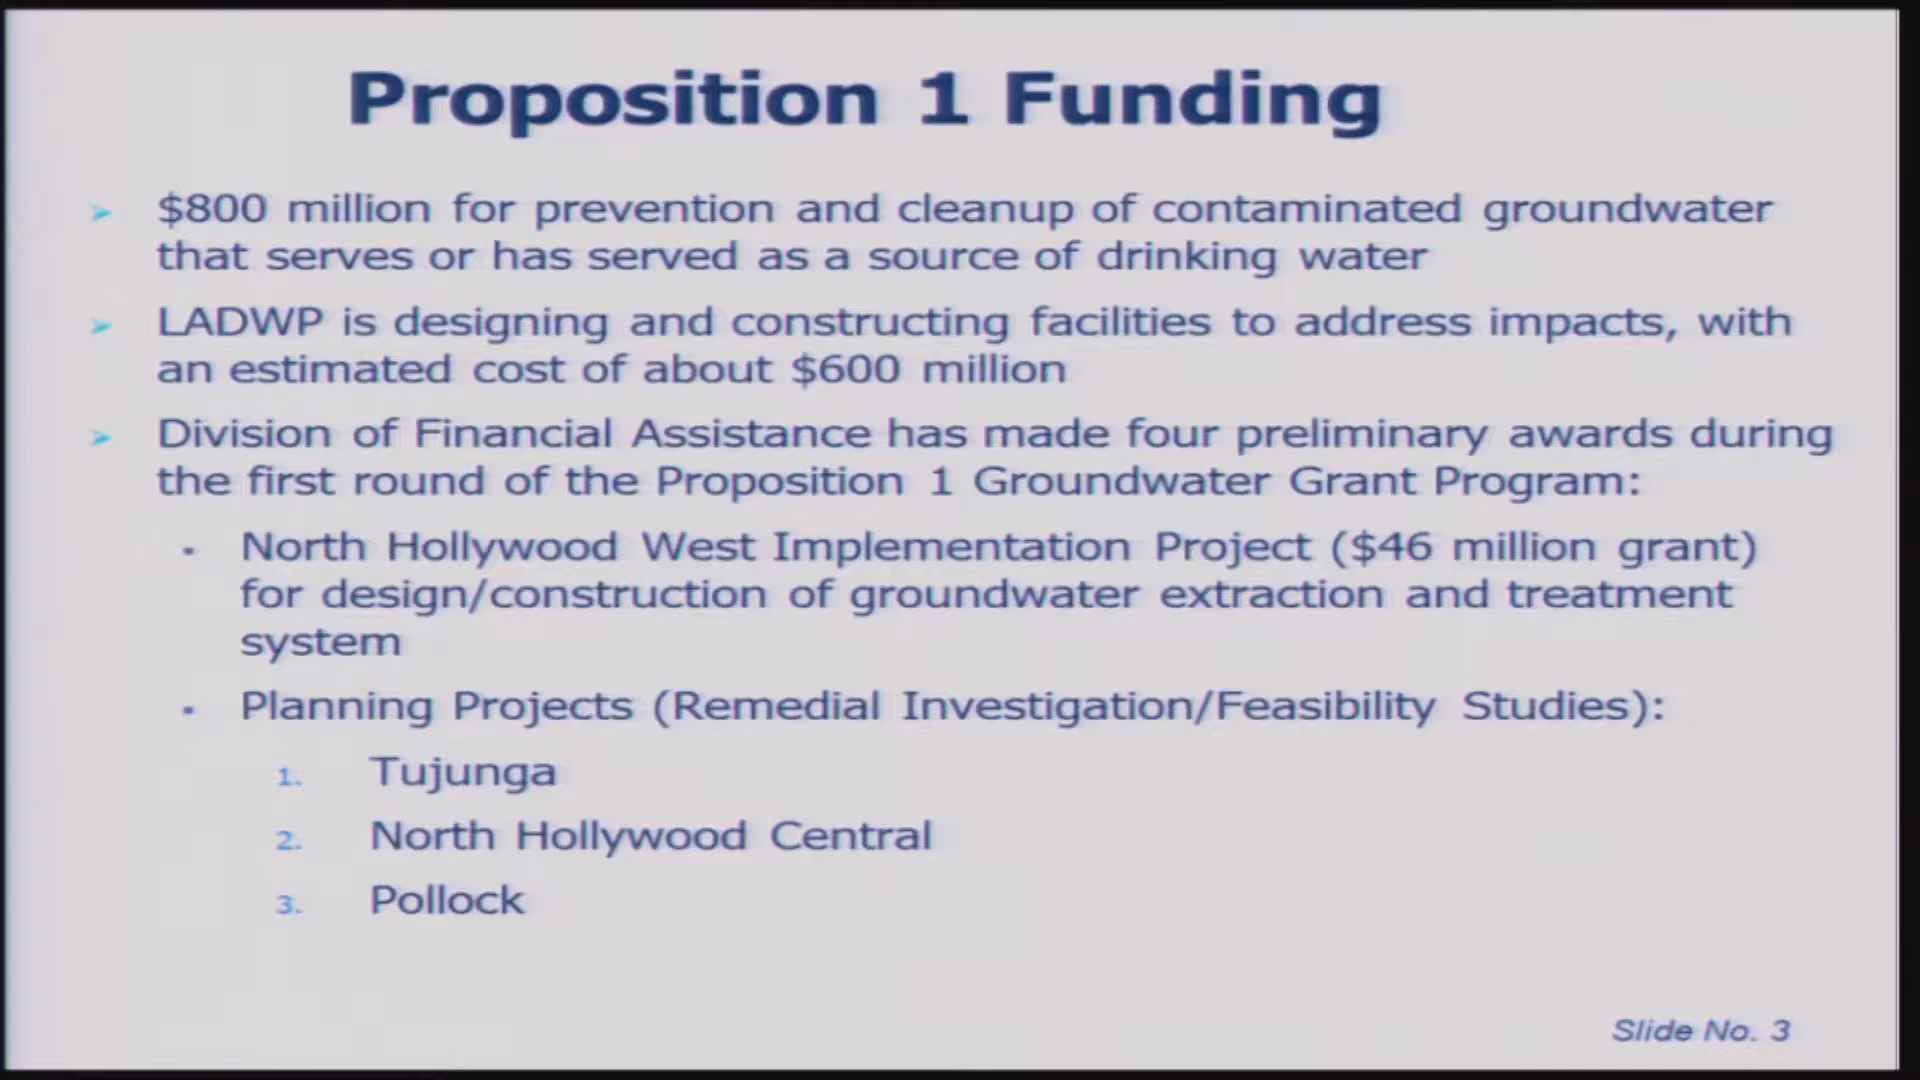 Proposition 1 Funding
➢ $800 million for prevention and cleanup of contaminated groundwater
that serves or has served as a source of drinking water
➢ LADWP is designing and constructing facilities to address impacts, with
an estimated cost of about $600 million
➢ Division of Financial Assistance has made four preliminary awards during
the first round of the Proposition 1 Groundwater Grant Program:
▪ North Hollywood West Implementation Project ($46 million grant)
for design/construction of groundwater extraction and treatment
system
▪ Planning Projects (Remedial Investigation/Feasibility Studies):
1. Tujunga
2. North Hollywood Central
3. Pollock
Slide No. 3